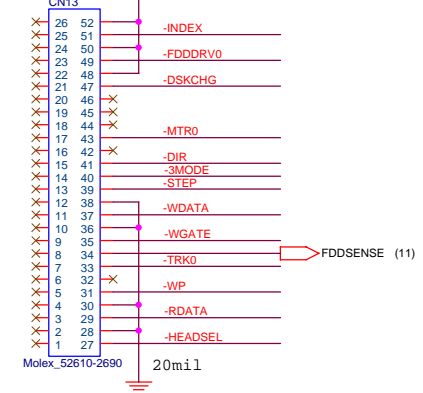 CN13
26 52
25 51 -INDEX
24 50
23 49 -FDDDRV0
22 48
21 47 -DSKCHG
20 46
19 45
18 44
17 43 -MTR0
16 42
15 41 -DIR
14 40 -3MODE
13 39 -STEP
12 38
11 37 -WDATA
10 36
9 35 -WGATE
8 34 FDDSENSE (11)
7 33 -TRK0
6 32
5 31 -WP
4 30
3 29 -RDATA
2 28
1 27 -HEADSEL
Molex_52610-2690 20mil